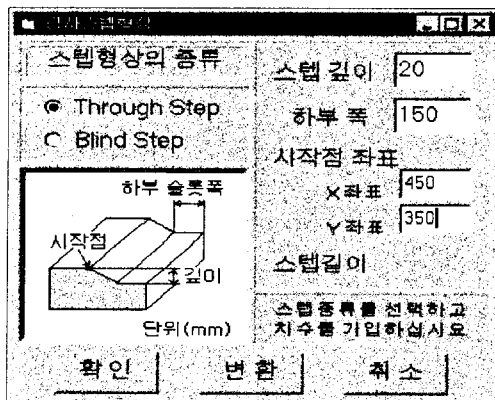 스텝형상의 종류
Through Step
Blind Step
하부 슬롯폭
시작점
깊이
단위(mm)
스텝 깊이 20
하부 폭 150
시작점 좌표
X 좌표 450
Y 좌표 350
스텝길이
스텝종류를 선택하고
치수를 기입하십시요
확 인
변 환
취 소